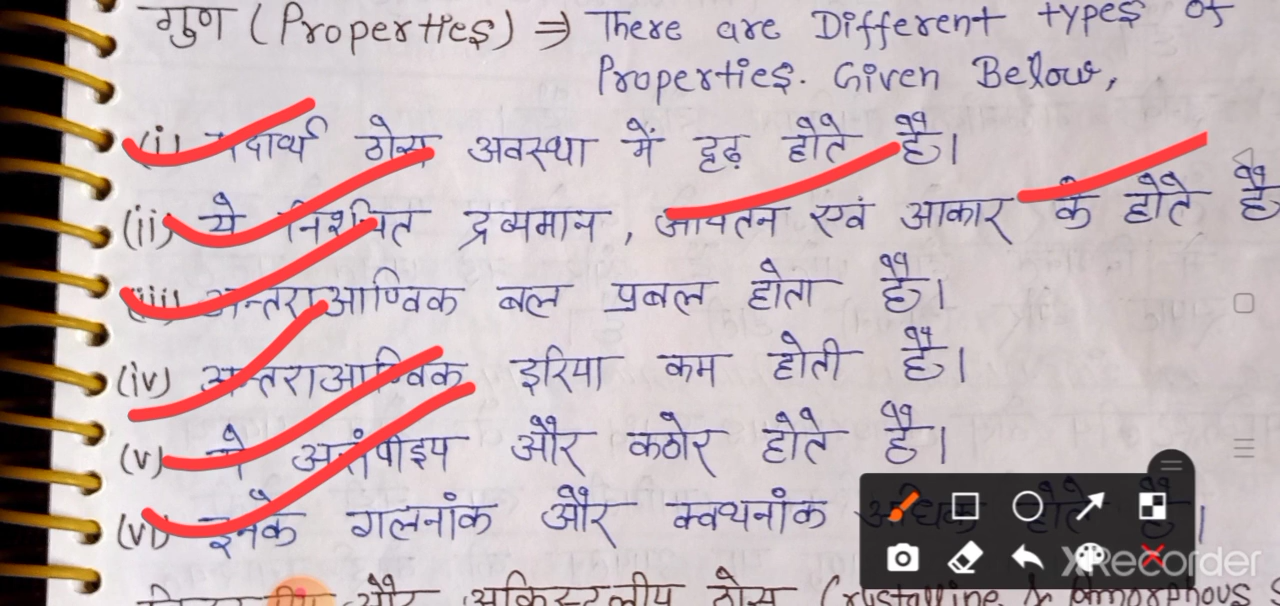 गुण (Properties) ⇒ There are Different types of
Properties. Given Below,
(i) पदार्थ ठोस अवस्था में दृढ़ होते हैं।
(ii) ये निश्चित द्रव्यमान, आयतन एवं आकार के होते हैं
(iii) अन्तराआण्विक बल प्रबल होता हैं।
(iv) अन्तराआण्विक दूरिया कम होती हैं।
(v) ये असंपीड्य और कठोर होते हैं।
(vi) इनके गलनांक और क्वथनांक अधिक होते हैं।
और अक्रिस्टलीय ठोस (Crystalline & Amorphous
XRecorder